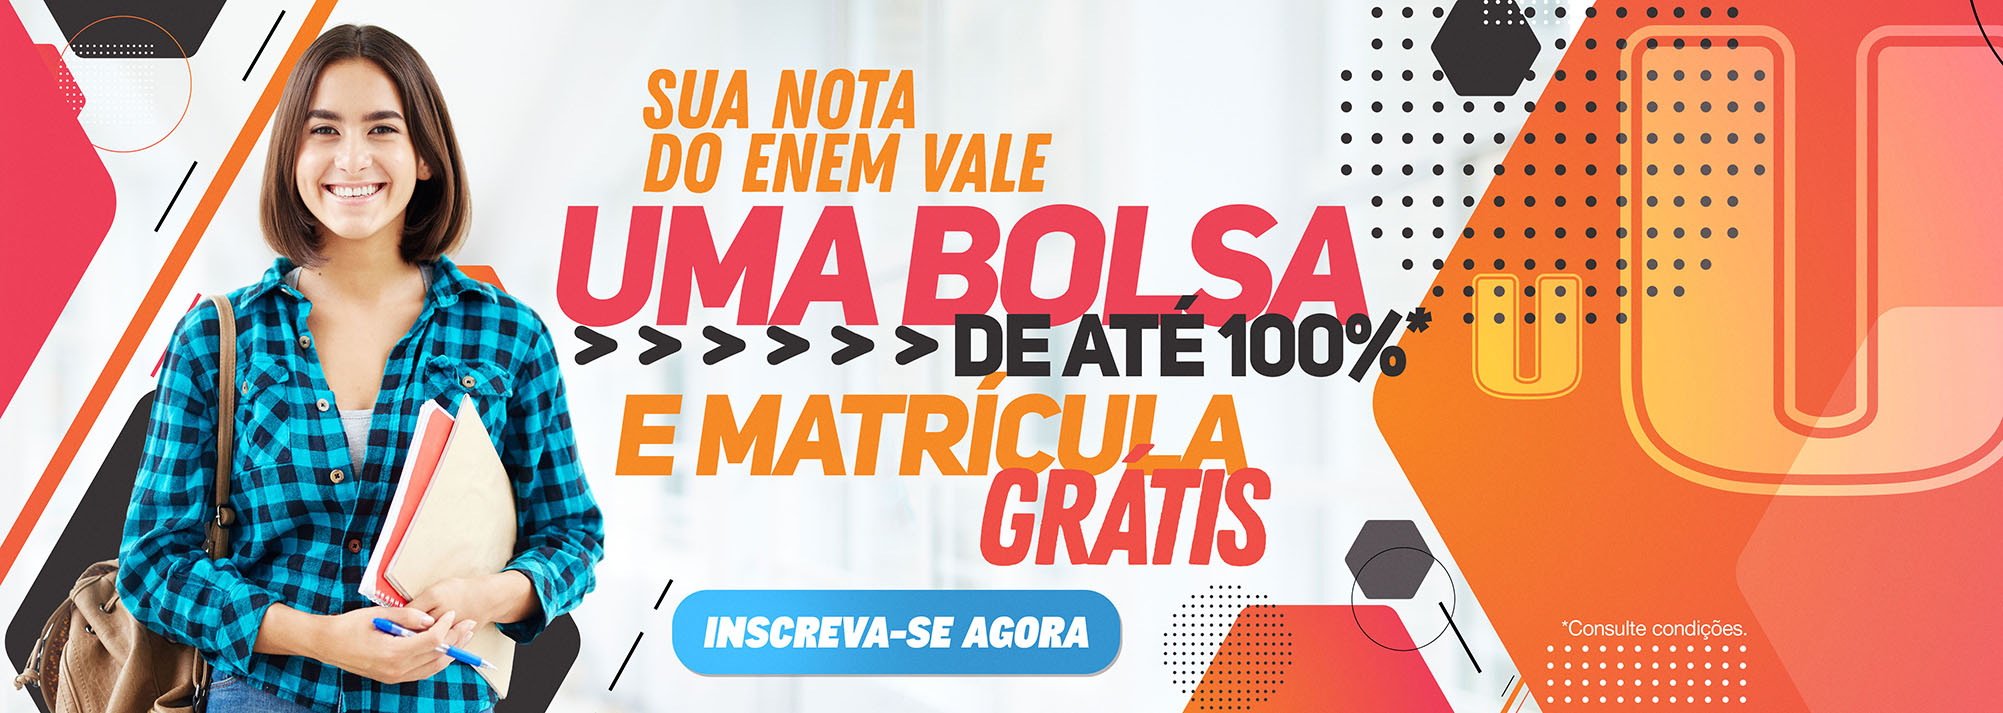 SUA NOTA
DO ENEM VALE
UMA BOLSA
>>>>>> DE ATÉ 100%*
E MATRÍCULA
GRÁTIS
INSCREVA-SE AGORA
U
U
*Consulte condições.